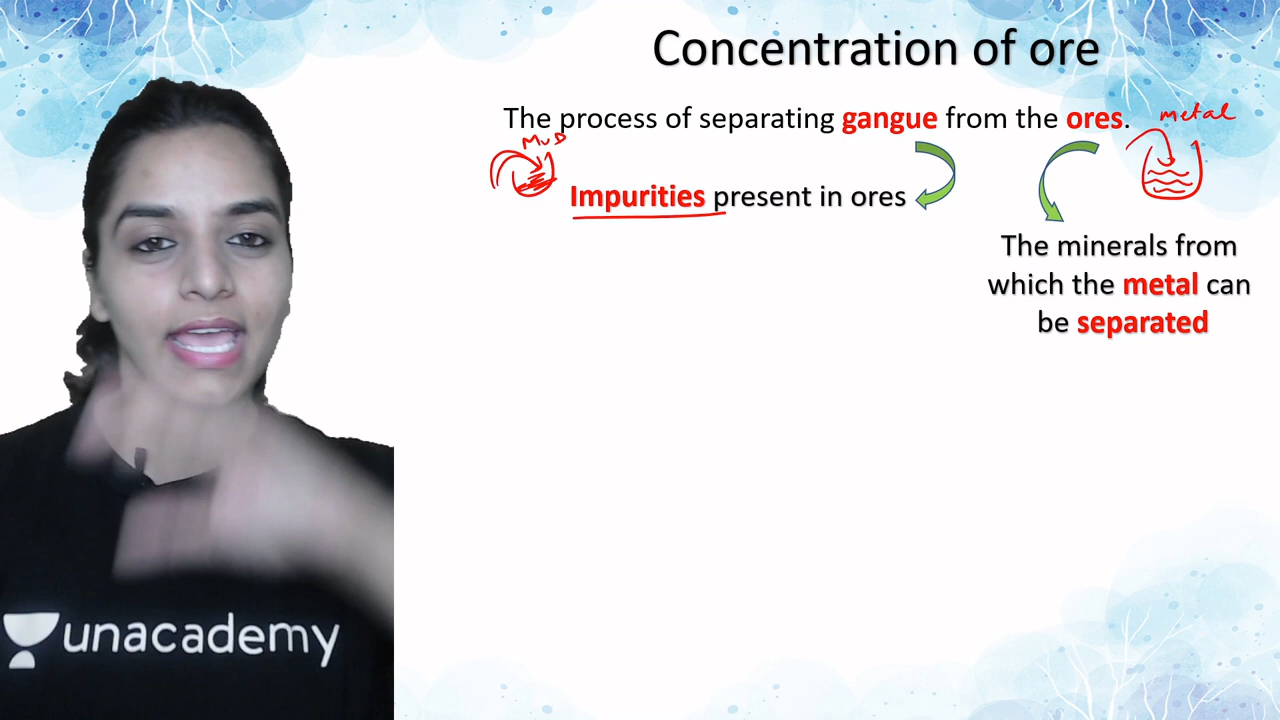 Concentration of ore
The process of separating gangue from the ores.
metal
MUD
Impurities present in ores
The minerals from
which the metal can
be separated
unacademy